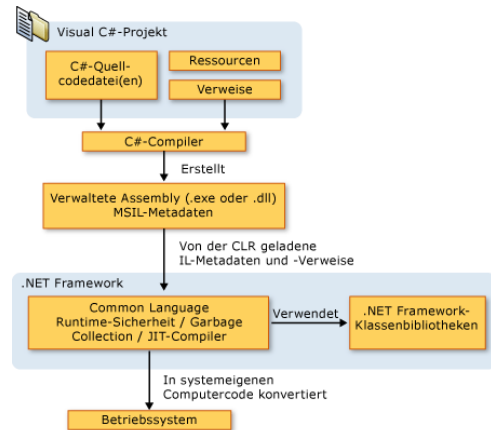 Visual C#-Projekt
C#-Quell-
codedatei(en)
Ressourcen
Verweise
C#-Compiler
Erstellt
Verwaltete Assembly (.exe oder .dll)
MSIL-Metadaten
Von der CLR geladene
IL-Metadaten und -Verweise
.NET Framework
Common Language
Runtime-Sicherheit / Garbage
Collection / JIT-Compiler
Verwendet
.NET Framework-
Klassenbibliotheken
In systemeigenen
Computercode konvertiert
Betriebssystem